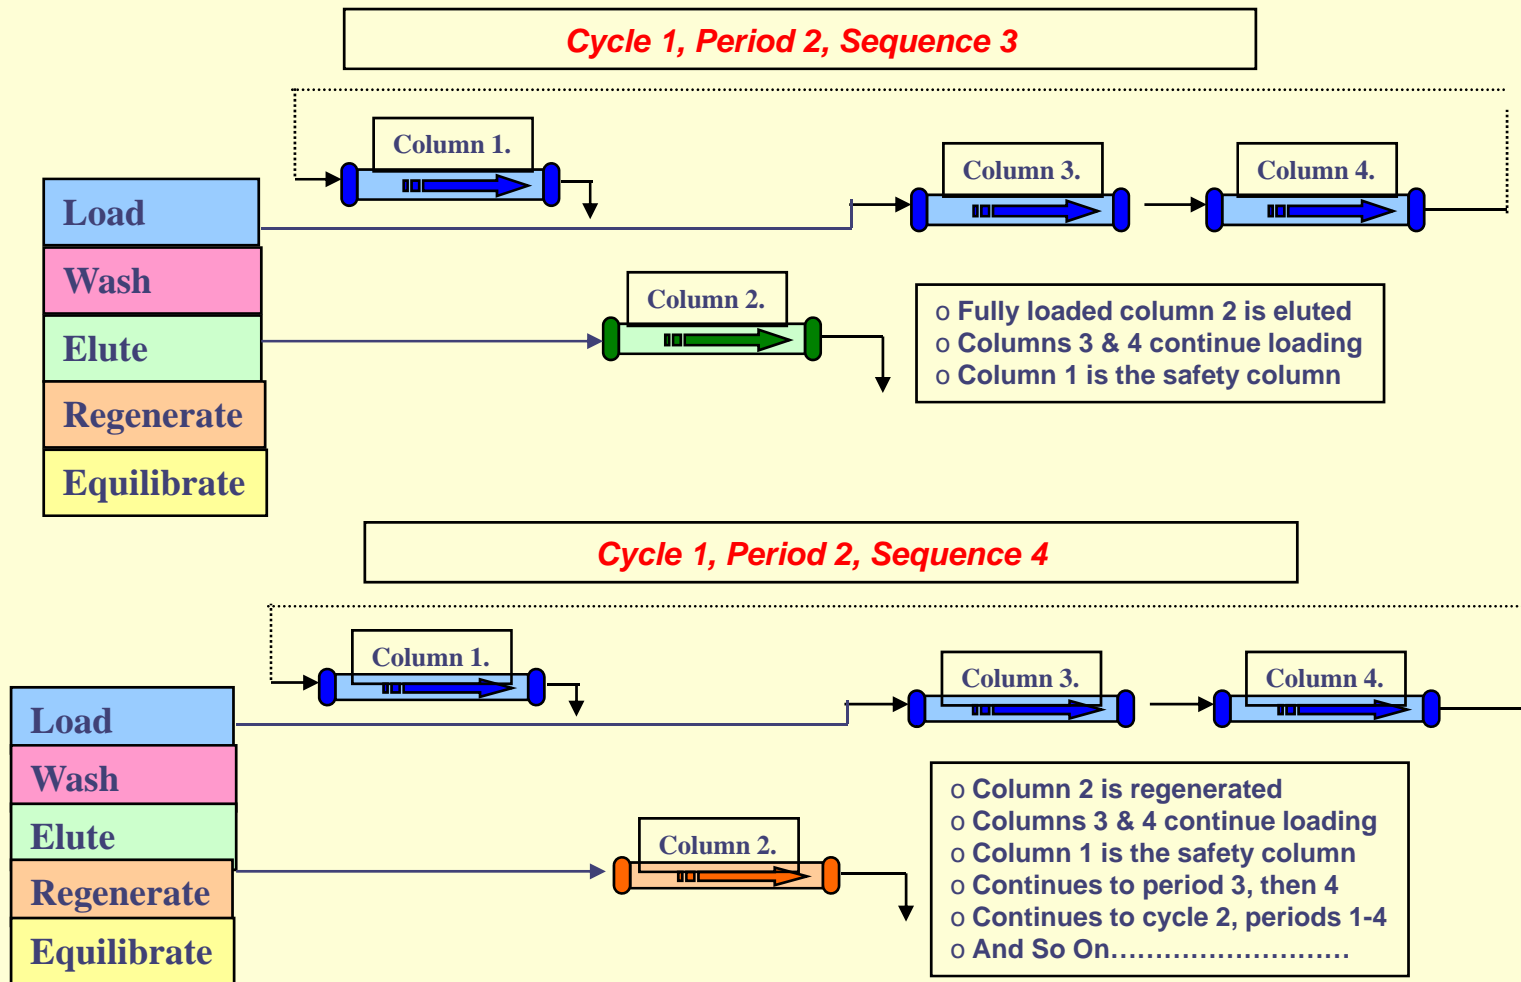 Cycle 1, Period 2, Sequence 3
Column 1.
Column 3.
Column 4.
Load
Wash
Elute
Regenerate
Equilibrate
Column 2.
o Fully loaded column 2 is eluted
o Columns 3 & 4 continue loading
o Column 1 is the safety column
Cycle 1, Period 2, Sequence 4
Column 1.
Column 3.
Column 4.
Load
Wash
Elute
Regenerate
Equilibrate
Column 2.
o Column 2 is regenerated
o Columns 3 & 4 continue loading
o Column 1 is the safety column
o Continues to period 3, then 4
o Continues to cycle 2, periods 1-4
o And So On...........................